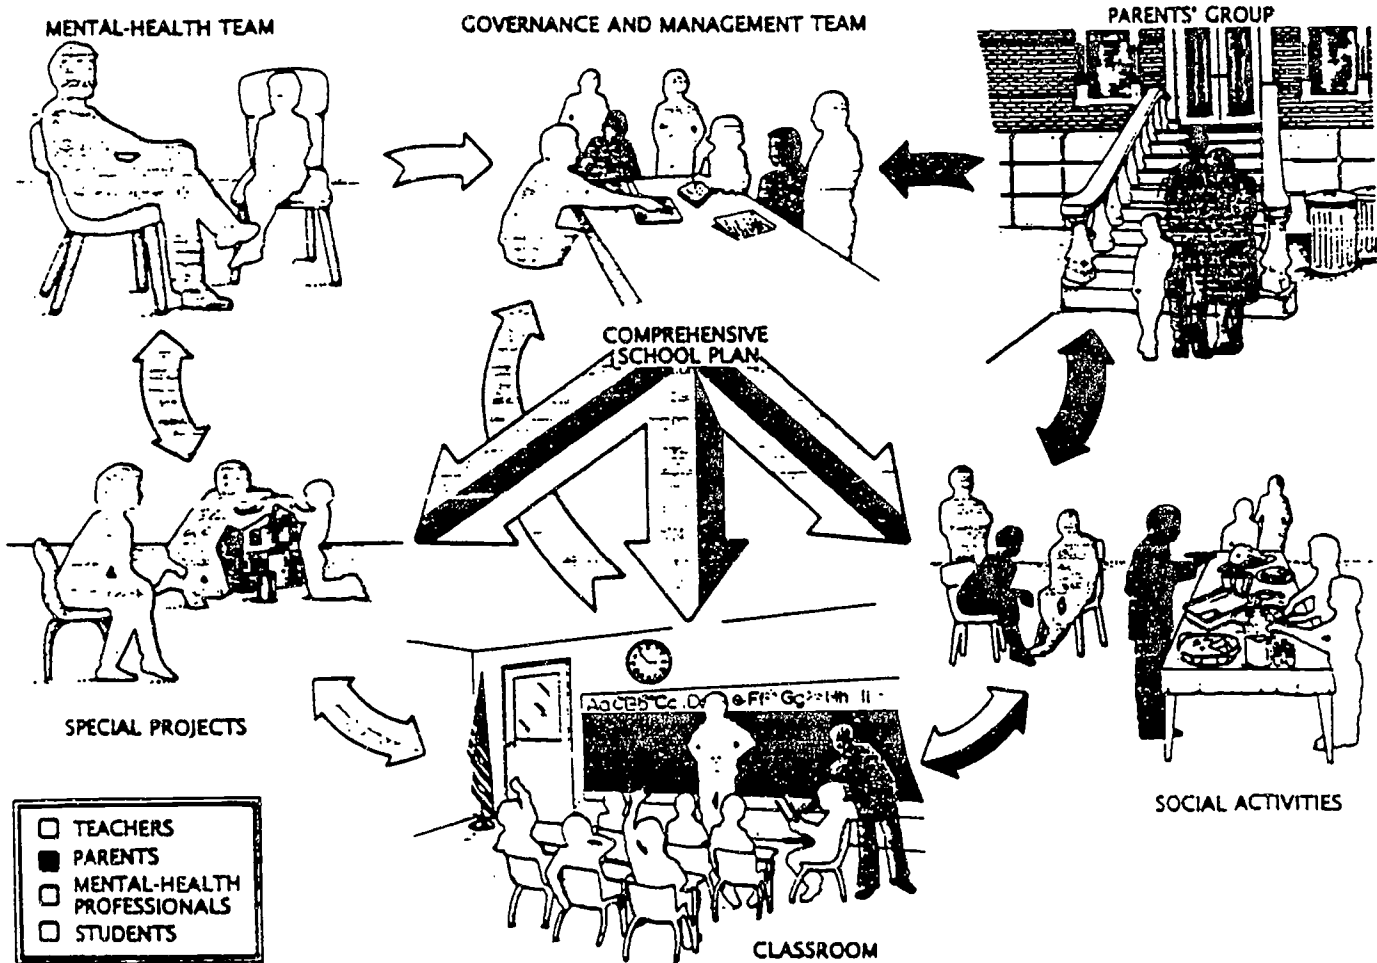 MENTAL-HEALTH TEAM
GOVERNANCE AND MANAGEMENT TEAM
PARENTS' GROUP
COMPREHENSIVE
SCHOOL PLAN
SPECIAL PROJECTS
SOCIAL ACTIVITIES
TEACHERS
PARENTS
MENTAL-HEALTH
PROFESSIONALS
STUDENTS
CLASSROOM